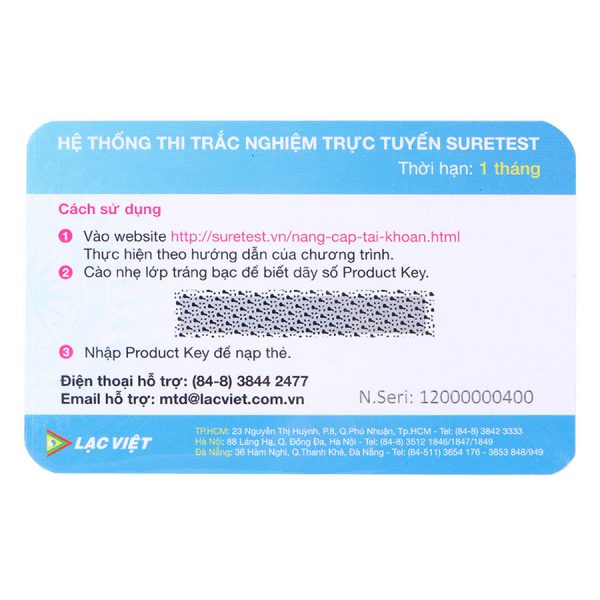 HỆ THỐNG THI TRẮC NGHIỆM TRỰC TUYẾN SURETEST
Thời hạn: 1 tháng
Cách sử dụng
1 Vào website http://suretest.vn/nang-cap-tai-khoan.html
Thực hiện theo hướng dẫn của chương trình.
2 Cào nhẹ lớp tráng bạc để biết dãy số Product Key.
3 Nhập Product Key để nạp thẻ.
Điện thoại hỗ trợ: (84-8) 3844 2477
Email hỗ trợ: mtd@lacviet.com.vn
N.Seri: 12000000400
LẠC VIỆT
TP.HCM: 23 Nguyễn Thị Huỳnh, P.8, Q.Phú Nhuận, Tp.HCM - Tel: (84-8) 3842 3333
Hà Nội: 88 Láng Hạ, Q. Đống Đa, Hà Nội - Tel: (84-8) 3512 1846/1847/1849
Đà Nẵng: 36 Hàm Nghi, Q.Thanh Khê, Đà Nẵng - Tel: (84-511) 3654 176 - 3653 848/949